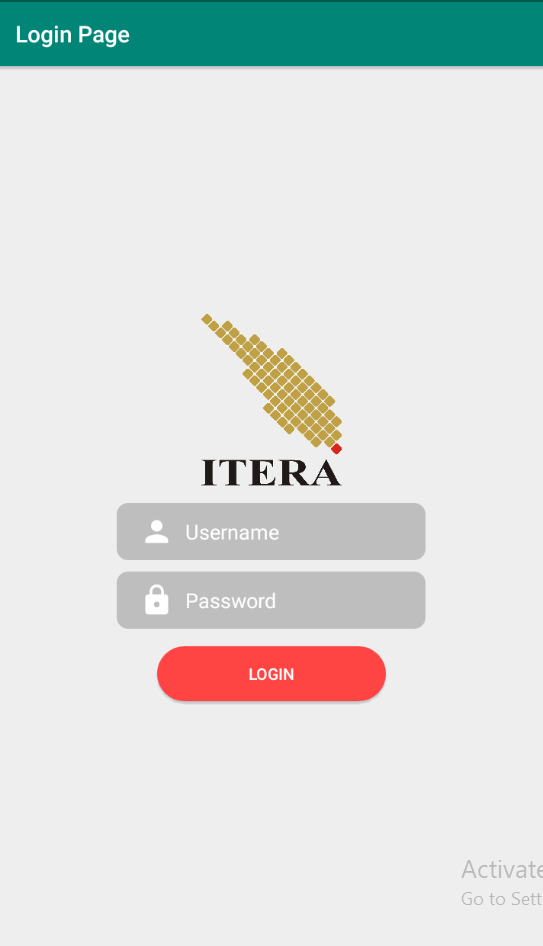 Login Page
ITERA
Username
Password
LOGIN
Activate
Go to Sett